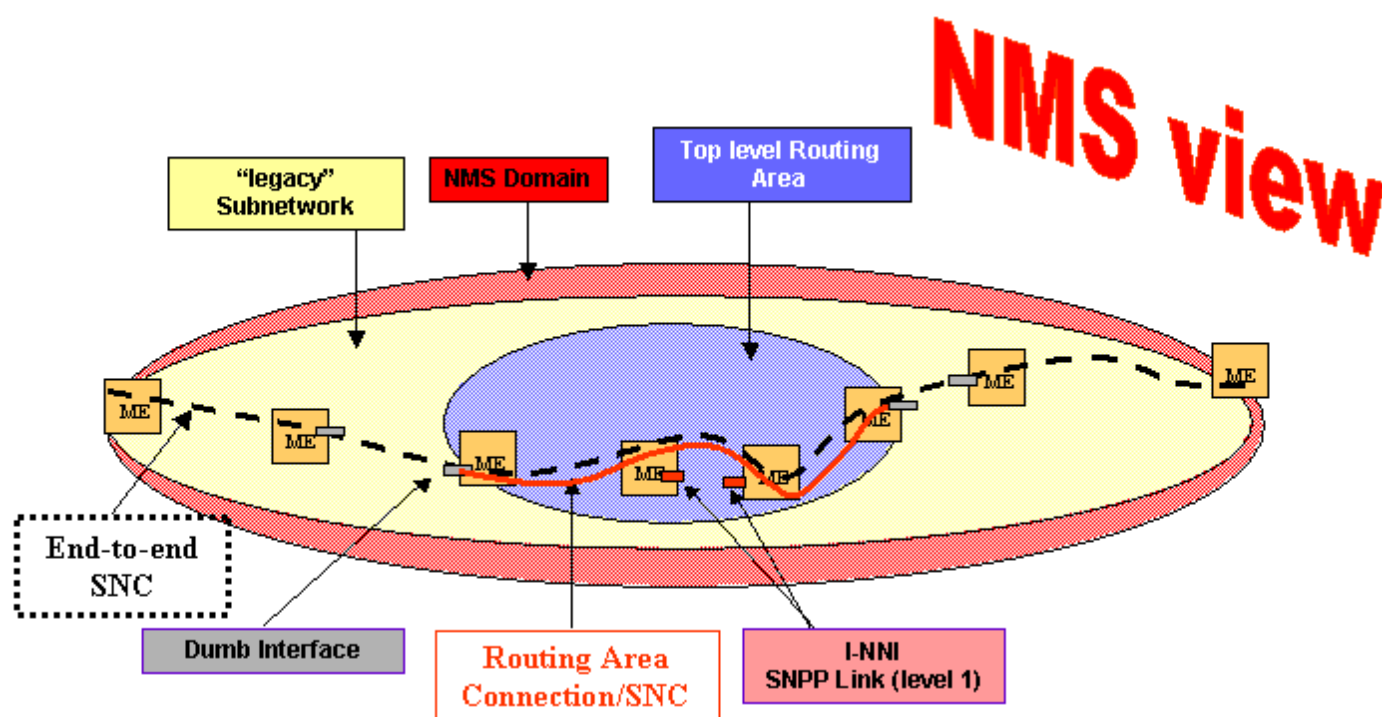 NMS view
Top level Routing
Area
“legacy”
Subnetwork
NMS Domain
ME
ME
ME
ME
ME
ME
ME
ME
End-to-end
SNC
Dumb Interface
Routing Area
Connection/SNC
I-NNI
SNPP Link (level 1)